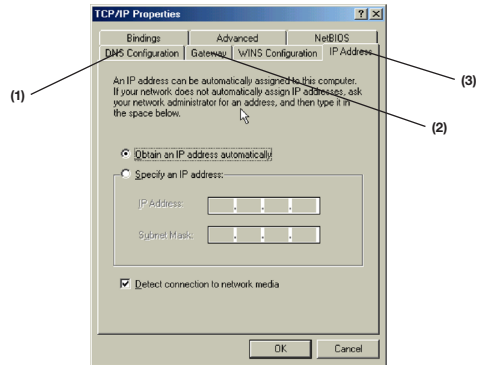 TCP/IP Properties
? ×
Bindings Advanced NetBIOS
DNS Configuration Gateway WINS Configuration IP Address
An IP address can be automatically assigned to this computer.
If your network does not automatically assign IP addresses, ask
your network administrator for an address, and then type it in
the space below.
(1)
(2)
(3)
Obtain an IP address automatically
Specify an IP address:
IP Address:
. . .
Subnet Mask:
. . .
Detect connection to network media
OK Cancel